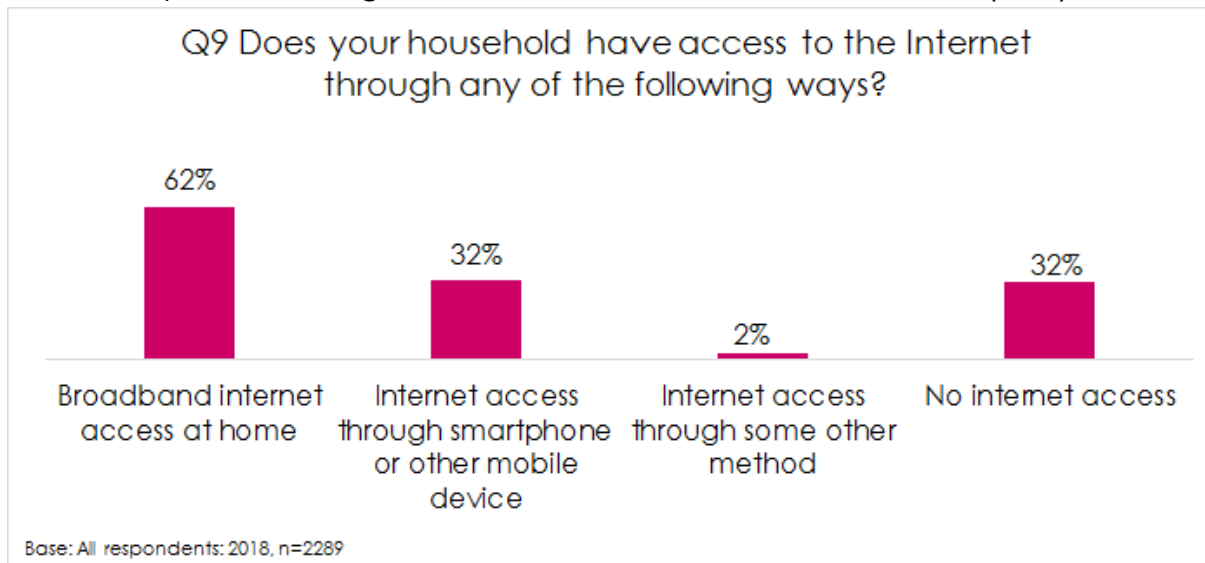 Q9 Does your household have access to the Internet
through any of the following ways?
62%
32%
2%
32%
Broadband internet
access at home
Internet access
through smartphone
or other mobile
device
Internet access
through some other
method
No internet access
Base: All respondents: 2018, n=2289